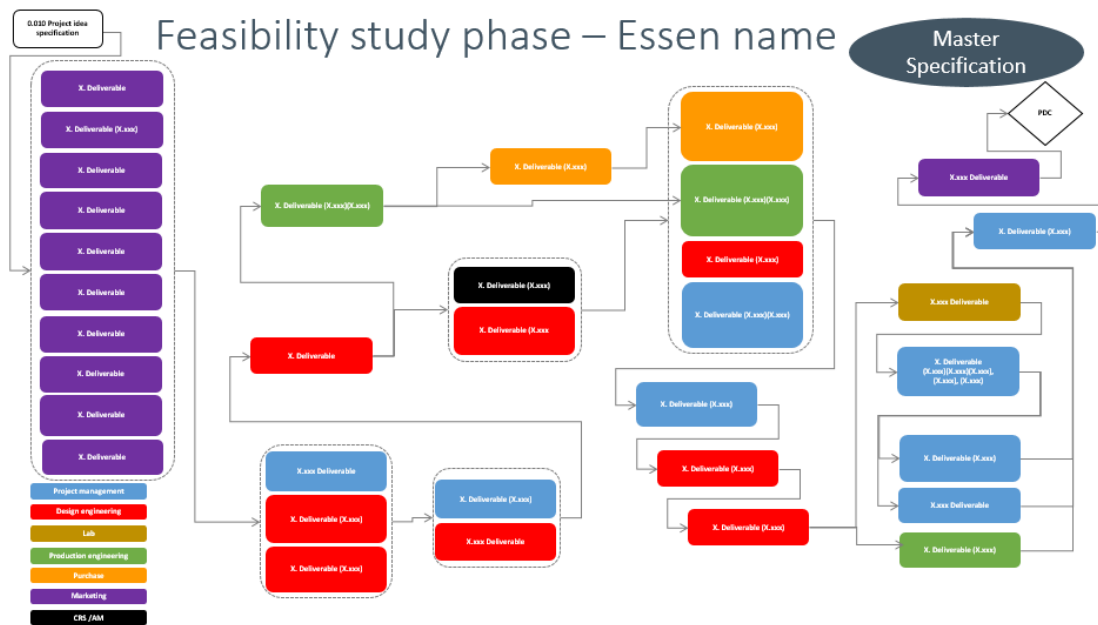 0.010 Project idea
specification
Feasibility study phase – Essen name
Master
Specification
X. Deliverable
X. Deliverable (X.xxx)
X. Deliverable
X. Deliverable
X. Deliverable
X. Deliverable
X. Deliverable
X. Deliverable
X. Deliverable
X. Deliverable
Project management
Design engineering
Lab
Production engineering
Purchase
Marketing
CRS /AM
X. Deliverable (X.xxx)(X.xxx)
X. Deliverable
X.xxx Deliverable
X. Deliverable (X.xxx)
X. Deliverable (X.xxx)
X. Deliverable (X.xxx)
X. Deliverable (X.xxx)
X. Deliverable (X.xxx
X. Deliverable (X.xxx)
X.xxx Deliverable
X. Deliverable (X.xxx)
X. Deliverable (X.xxx)(X.xxx)
X. Deliverable (X.xxx)
X. Deliverable (X.xxx)(X.xxx)
X. Deliverable (X.xxx)
X. Deliverable (X.xxx)
X. Deliverable (X.xxx)
PDC
X.xxx Deliverable
X. Deliverable (X.xxx)
X.xxx Deliverable
X. Deliverable
(X.xxx)(X.xxx)(X.xxx),
(X.xxx), (X.xxx)
X. Deliverable (X.xxx)
X.xxx Deliverable
X. Deliverable (X.xxx)